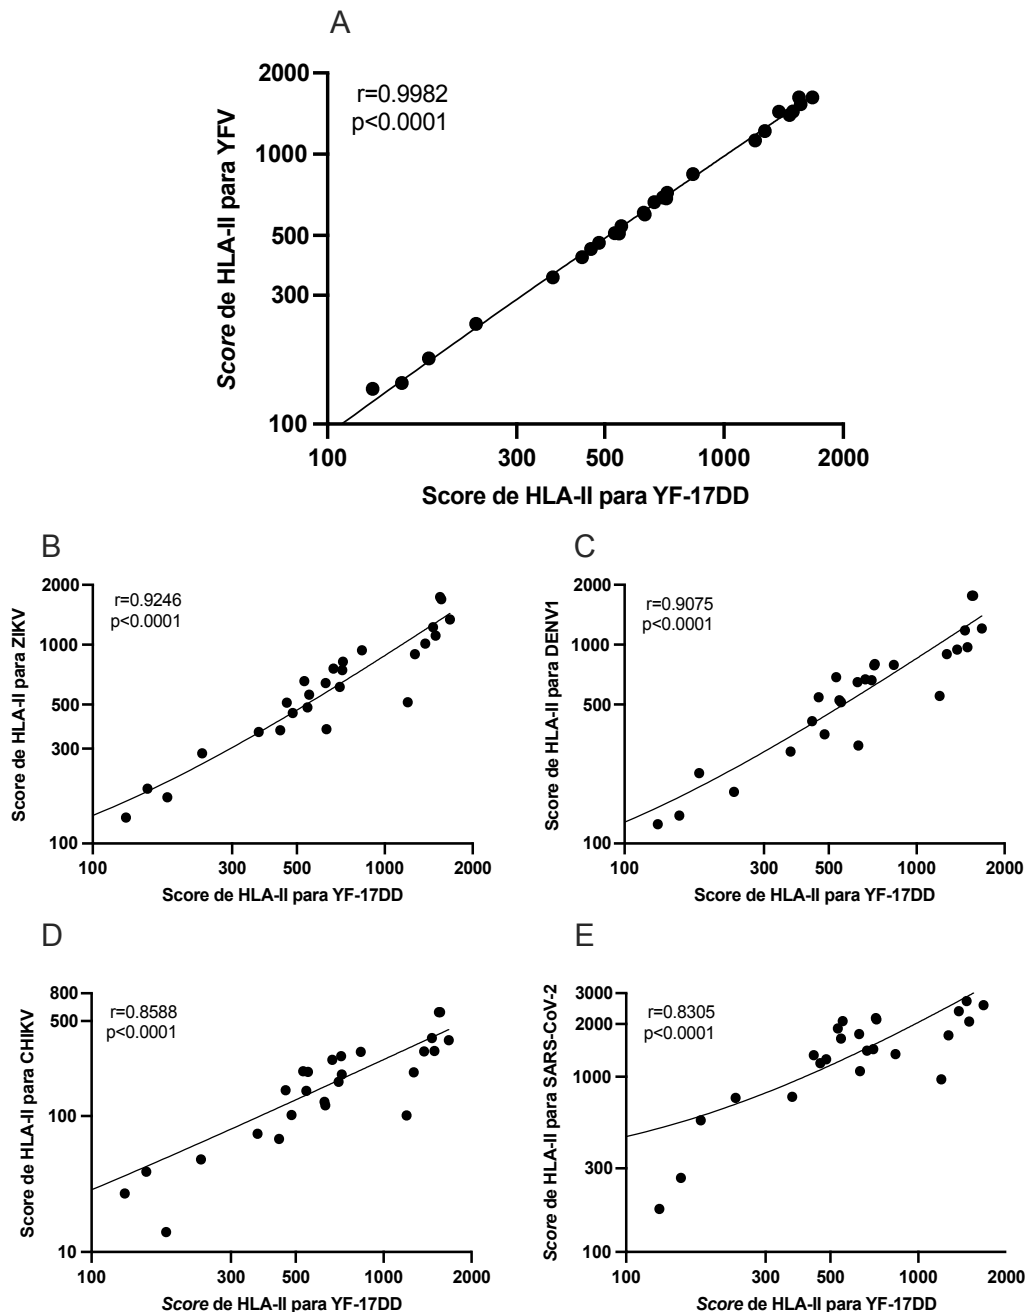 A
2000
1000
500
300
100
r=0.9982
p<0.0001
Score de HLA-II para YFV
100 300 500 1000 2000
Score de HLA-II para YF-17DD
B
2000
1000
500
300
100
r=0.9246
p<0.0001
Score de HLA-II para ZIKV
100 300 500 1000 2000
Score de HLA-II para YF-17DD
C
2000
1000
500
300
100
r=0.9075
p<0.0001
Score de HLA-II para DENV1
100 300 500 1000 2000
Score de HLA-II para YF-17DD
D
800
500
100
10
r=0.8588
p<0.0001
Score de HLA-II para CHIKV
100 300 500 1000 2000
Score de HLA-II para YF-17DD
E
3000
2000
1000
300
100
r=0.8305
p<0.0001
Score de HLA-II para SARS-CoV-2
100 300 500 1000 2000
Score de HLA-II para YF-17DD